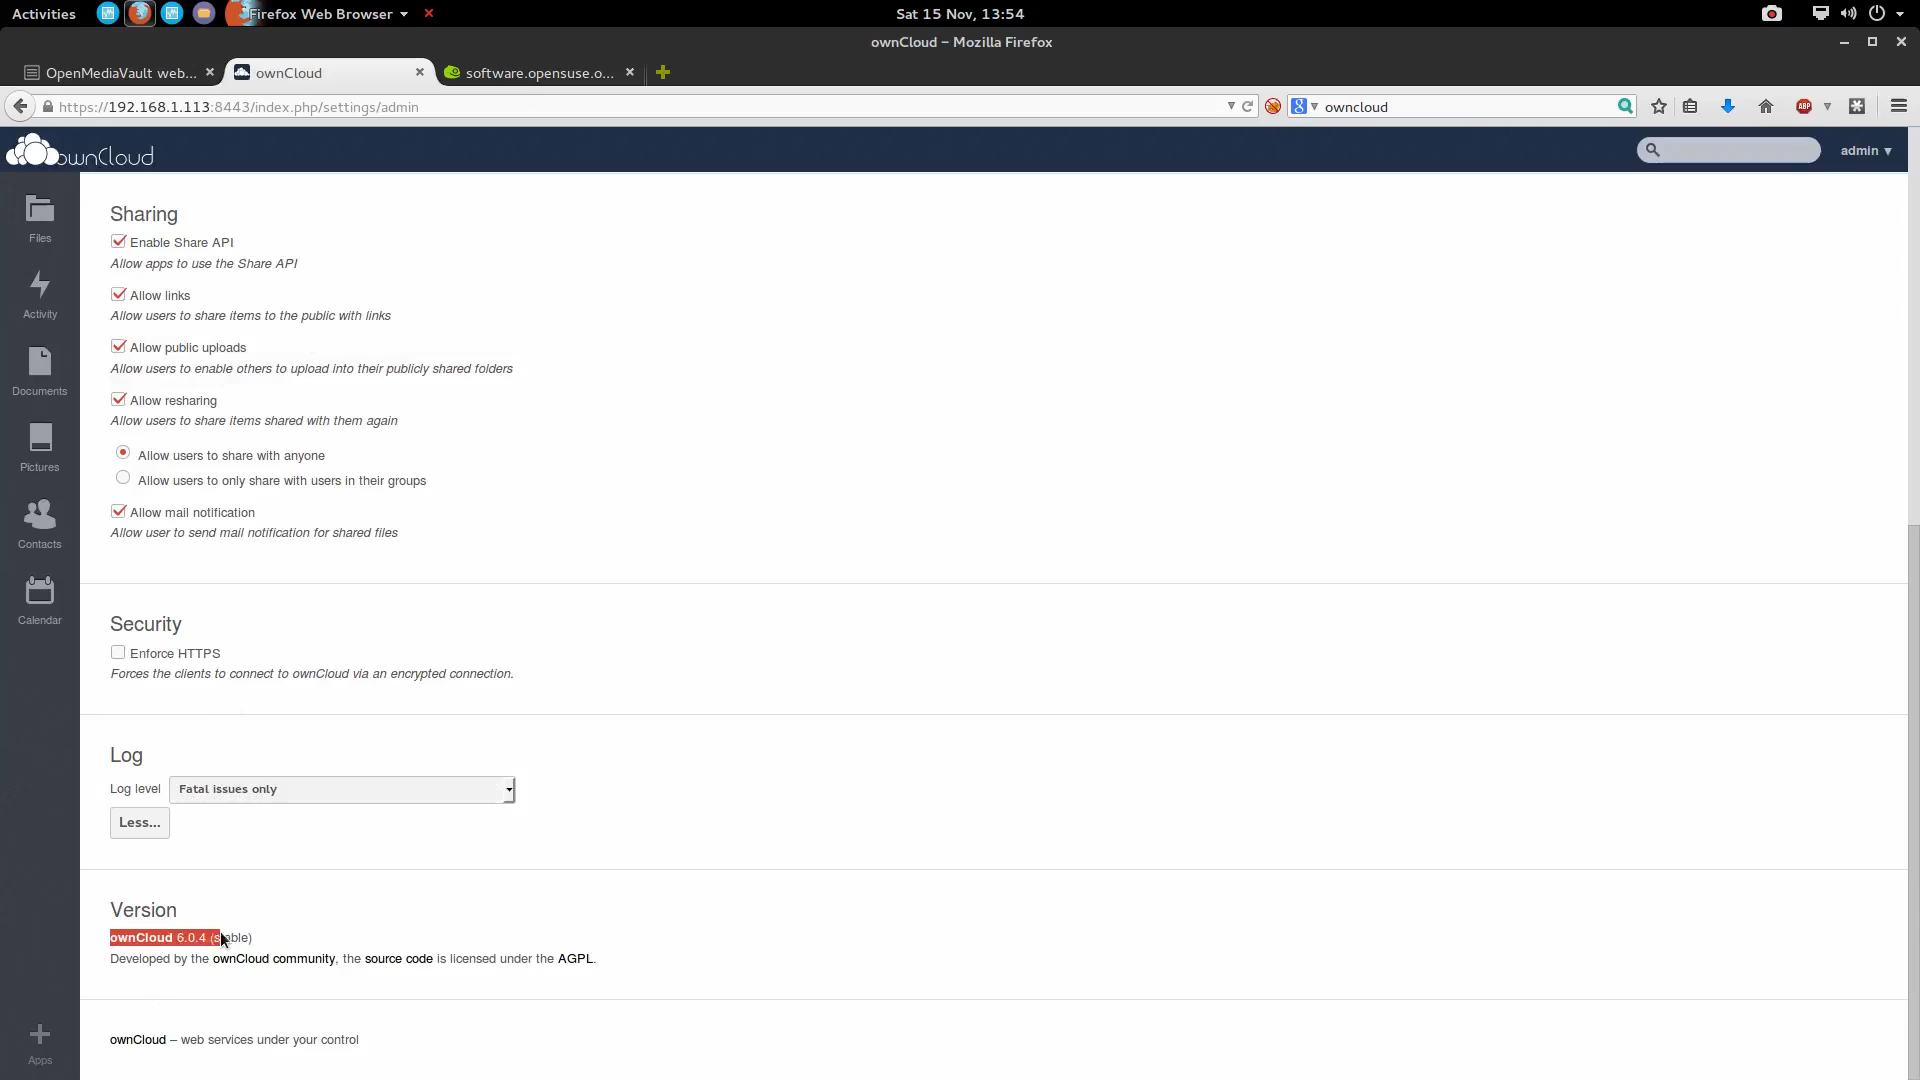 Activities
Firefox Web Browser
Sat 15 Nov, 13:54
ownCloud – Mozilla Firefox
OpenMediaVault web...
ownCloud
software.opensuse.o...
https://192.168.1.113:8443/index.php/settings/admin
8
owncloud
ABP
ownCloud
admin ▼
Files
Activity
Documents
Pictures
Contacts
Calendar
Apps
Sharing
Enable Share API
Allow apps to use the Share API
Allow links
Allow users to share items to the public with links
Allow public uploads
Allow users to enable others to upload into their publicly shared folders
Allow resharing
Allow users to share items shared with them again
Allow users to share with anyone
Allow users to only share with users in their groups
Allow mail notification
Allow user to send mail notification for shared files
Security
Enforce HTTPS
Forces the clients to connect to ownCloud via an encrypted connection.
Log
Log level Fatal issues only
Less...
Version
ownCloud 6.0.4 (stable)
Developed by the ownCloud community, the source code is licensed under the AGPL.
ownCloud – web services under your control